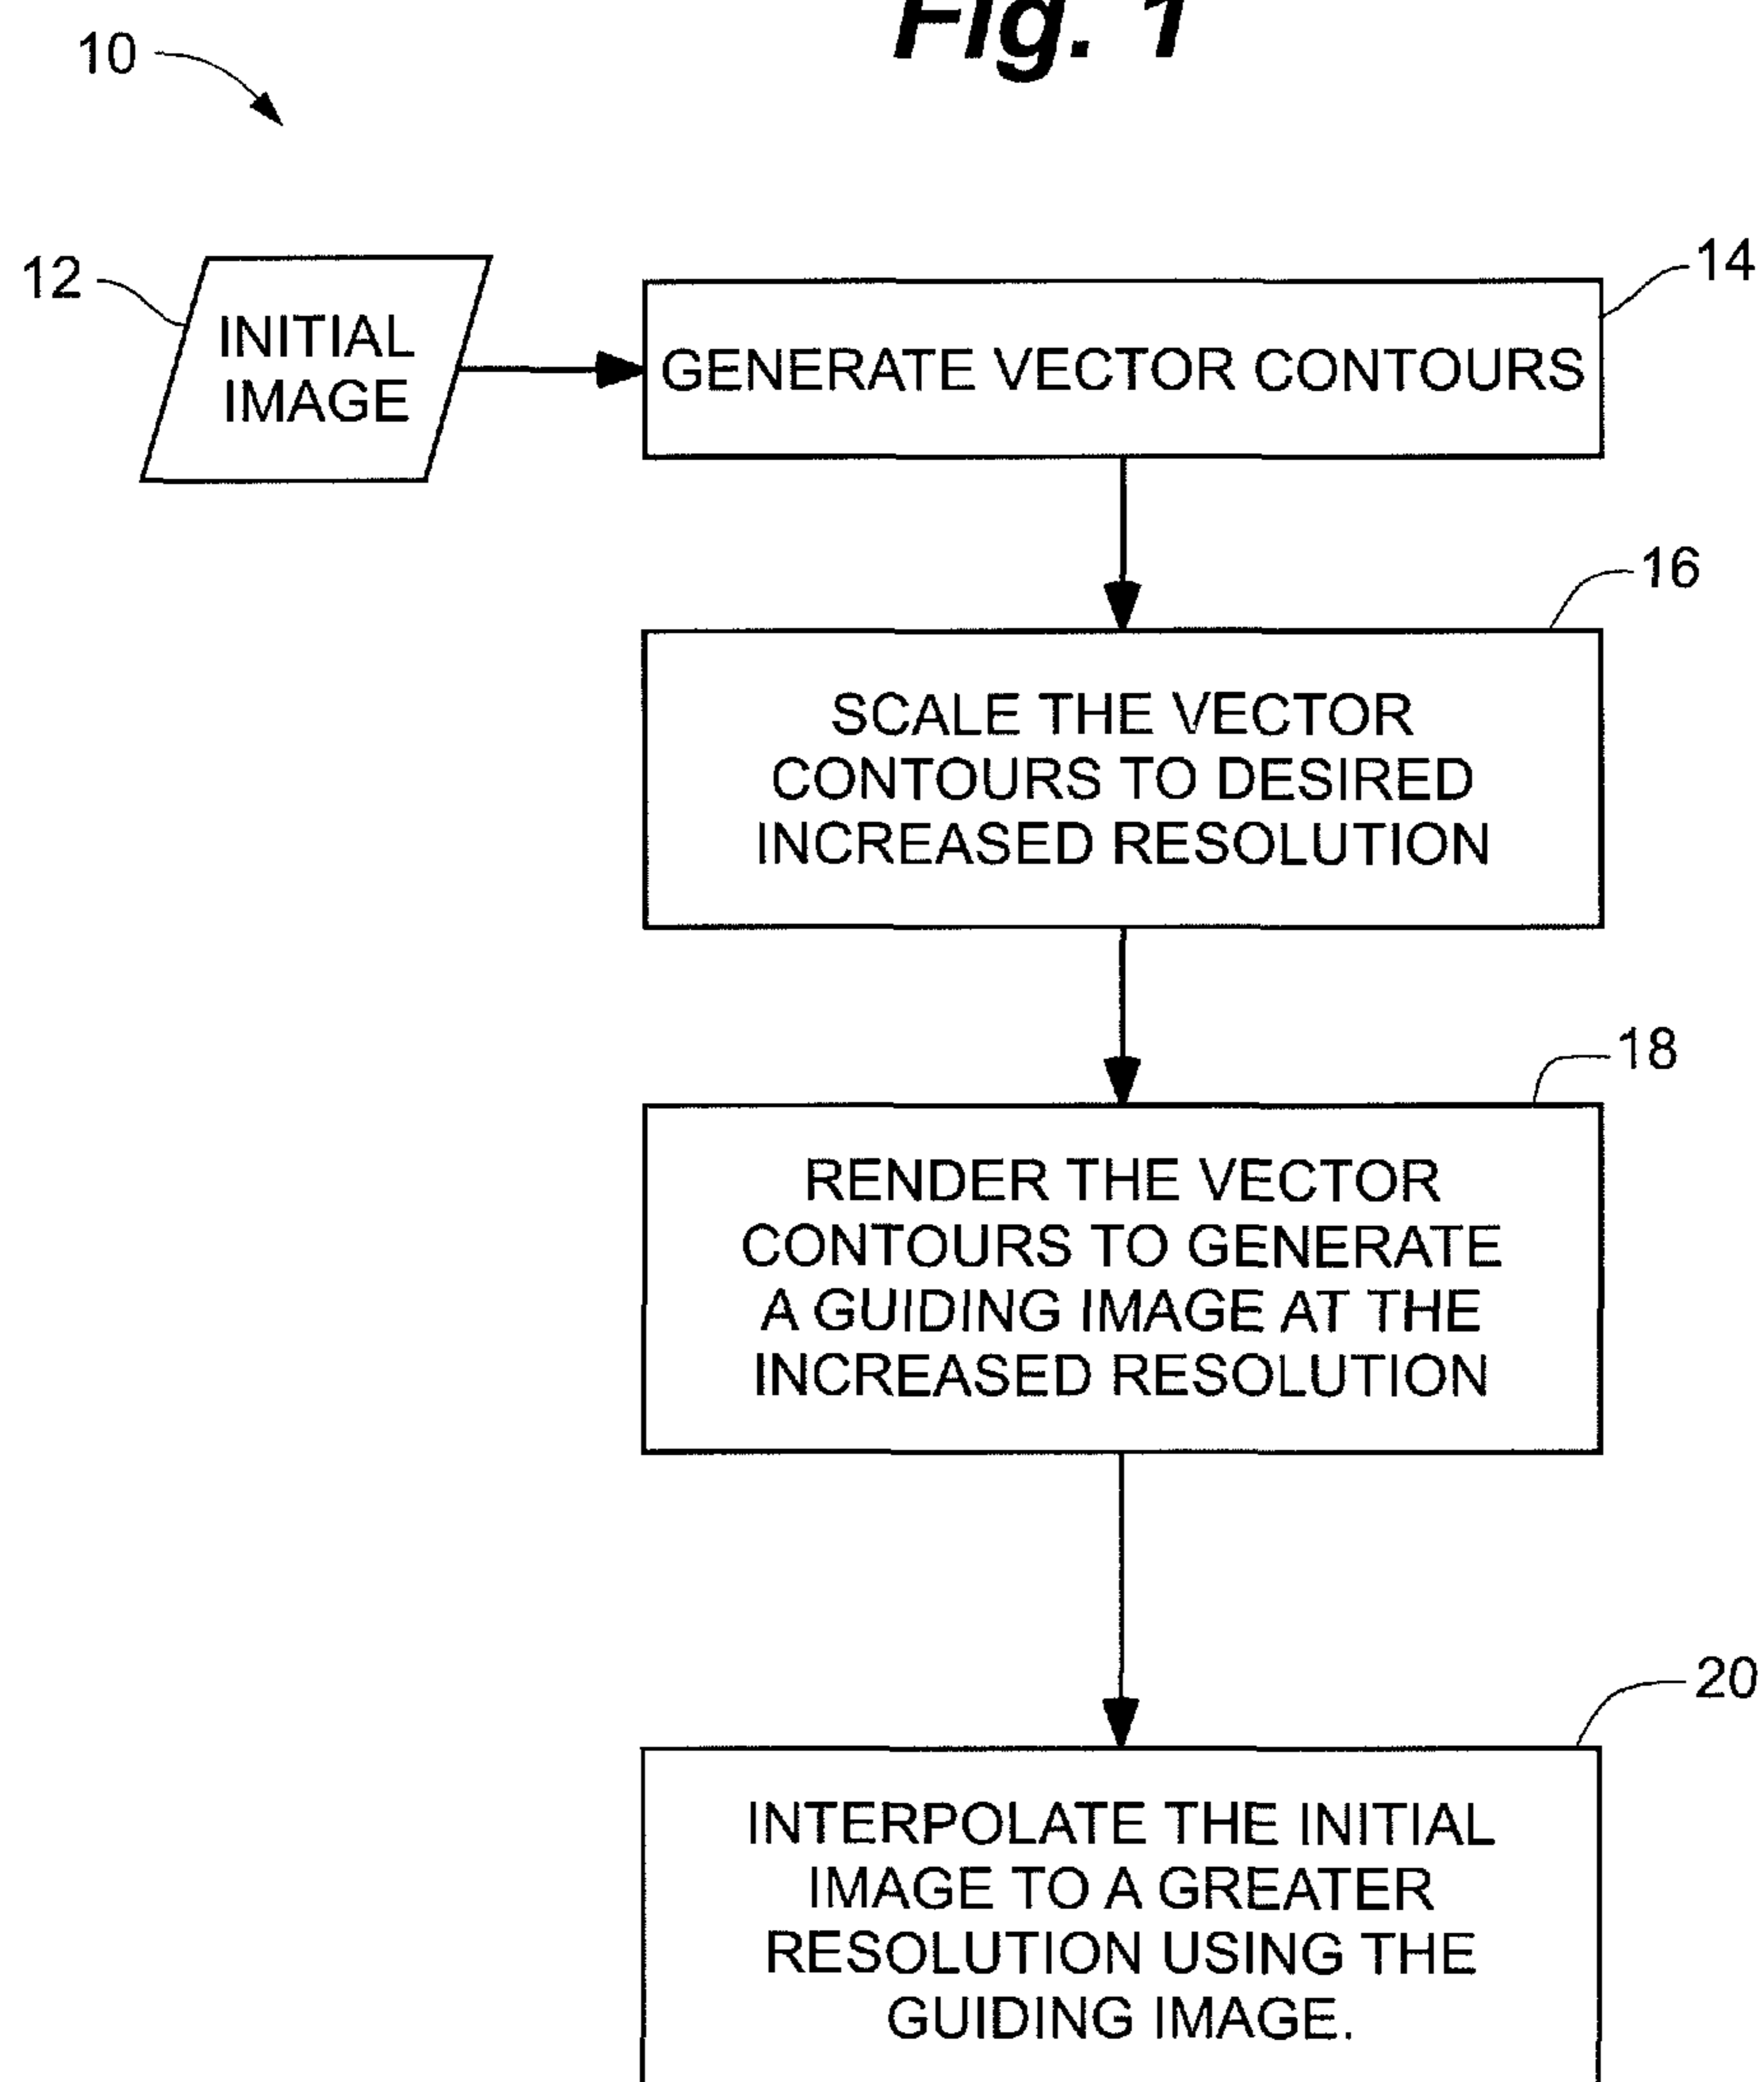 Fig. 1
10
12
INITIAL
IMAGE
14
GENERATE VECTOR CONTOURS
16
SCALE THE VECTOR
CONTOURS TO DESIRED
INCREASED RESOLUTION
18
RENDER THE VECTOR
CONTOURS TO GENERATE
A GUIDING IMAGE AT THE
INCREASED RESOLUTION
20
INTERPOLATE THE INITIAL
IMAGE TO A GREATER
RESOLUTION USING THE
GUIDING IMAGE.